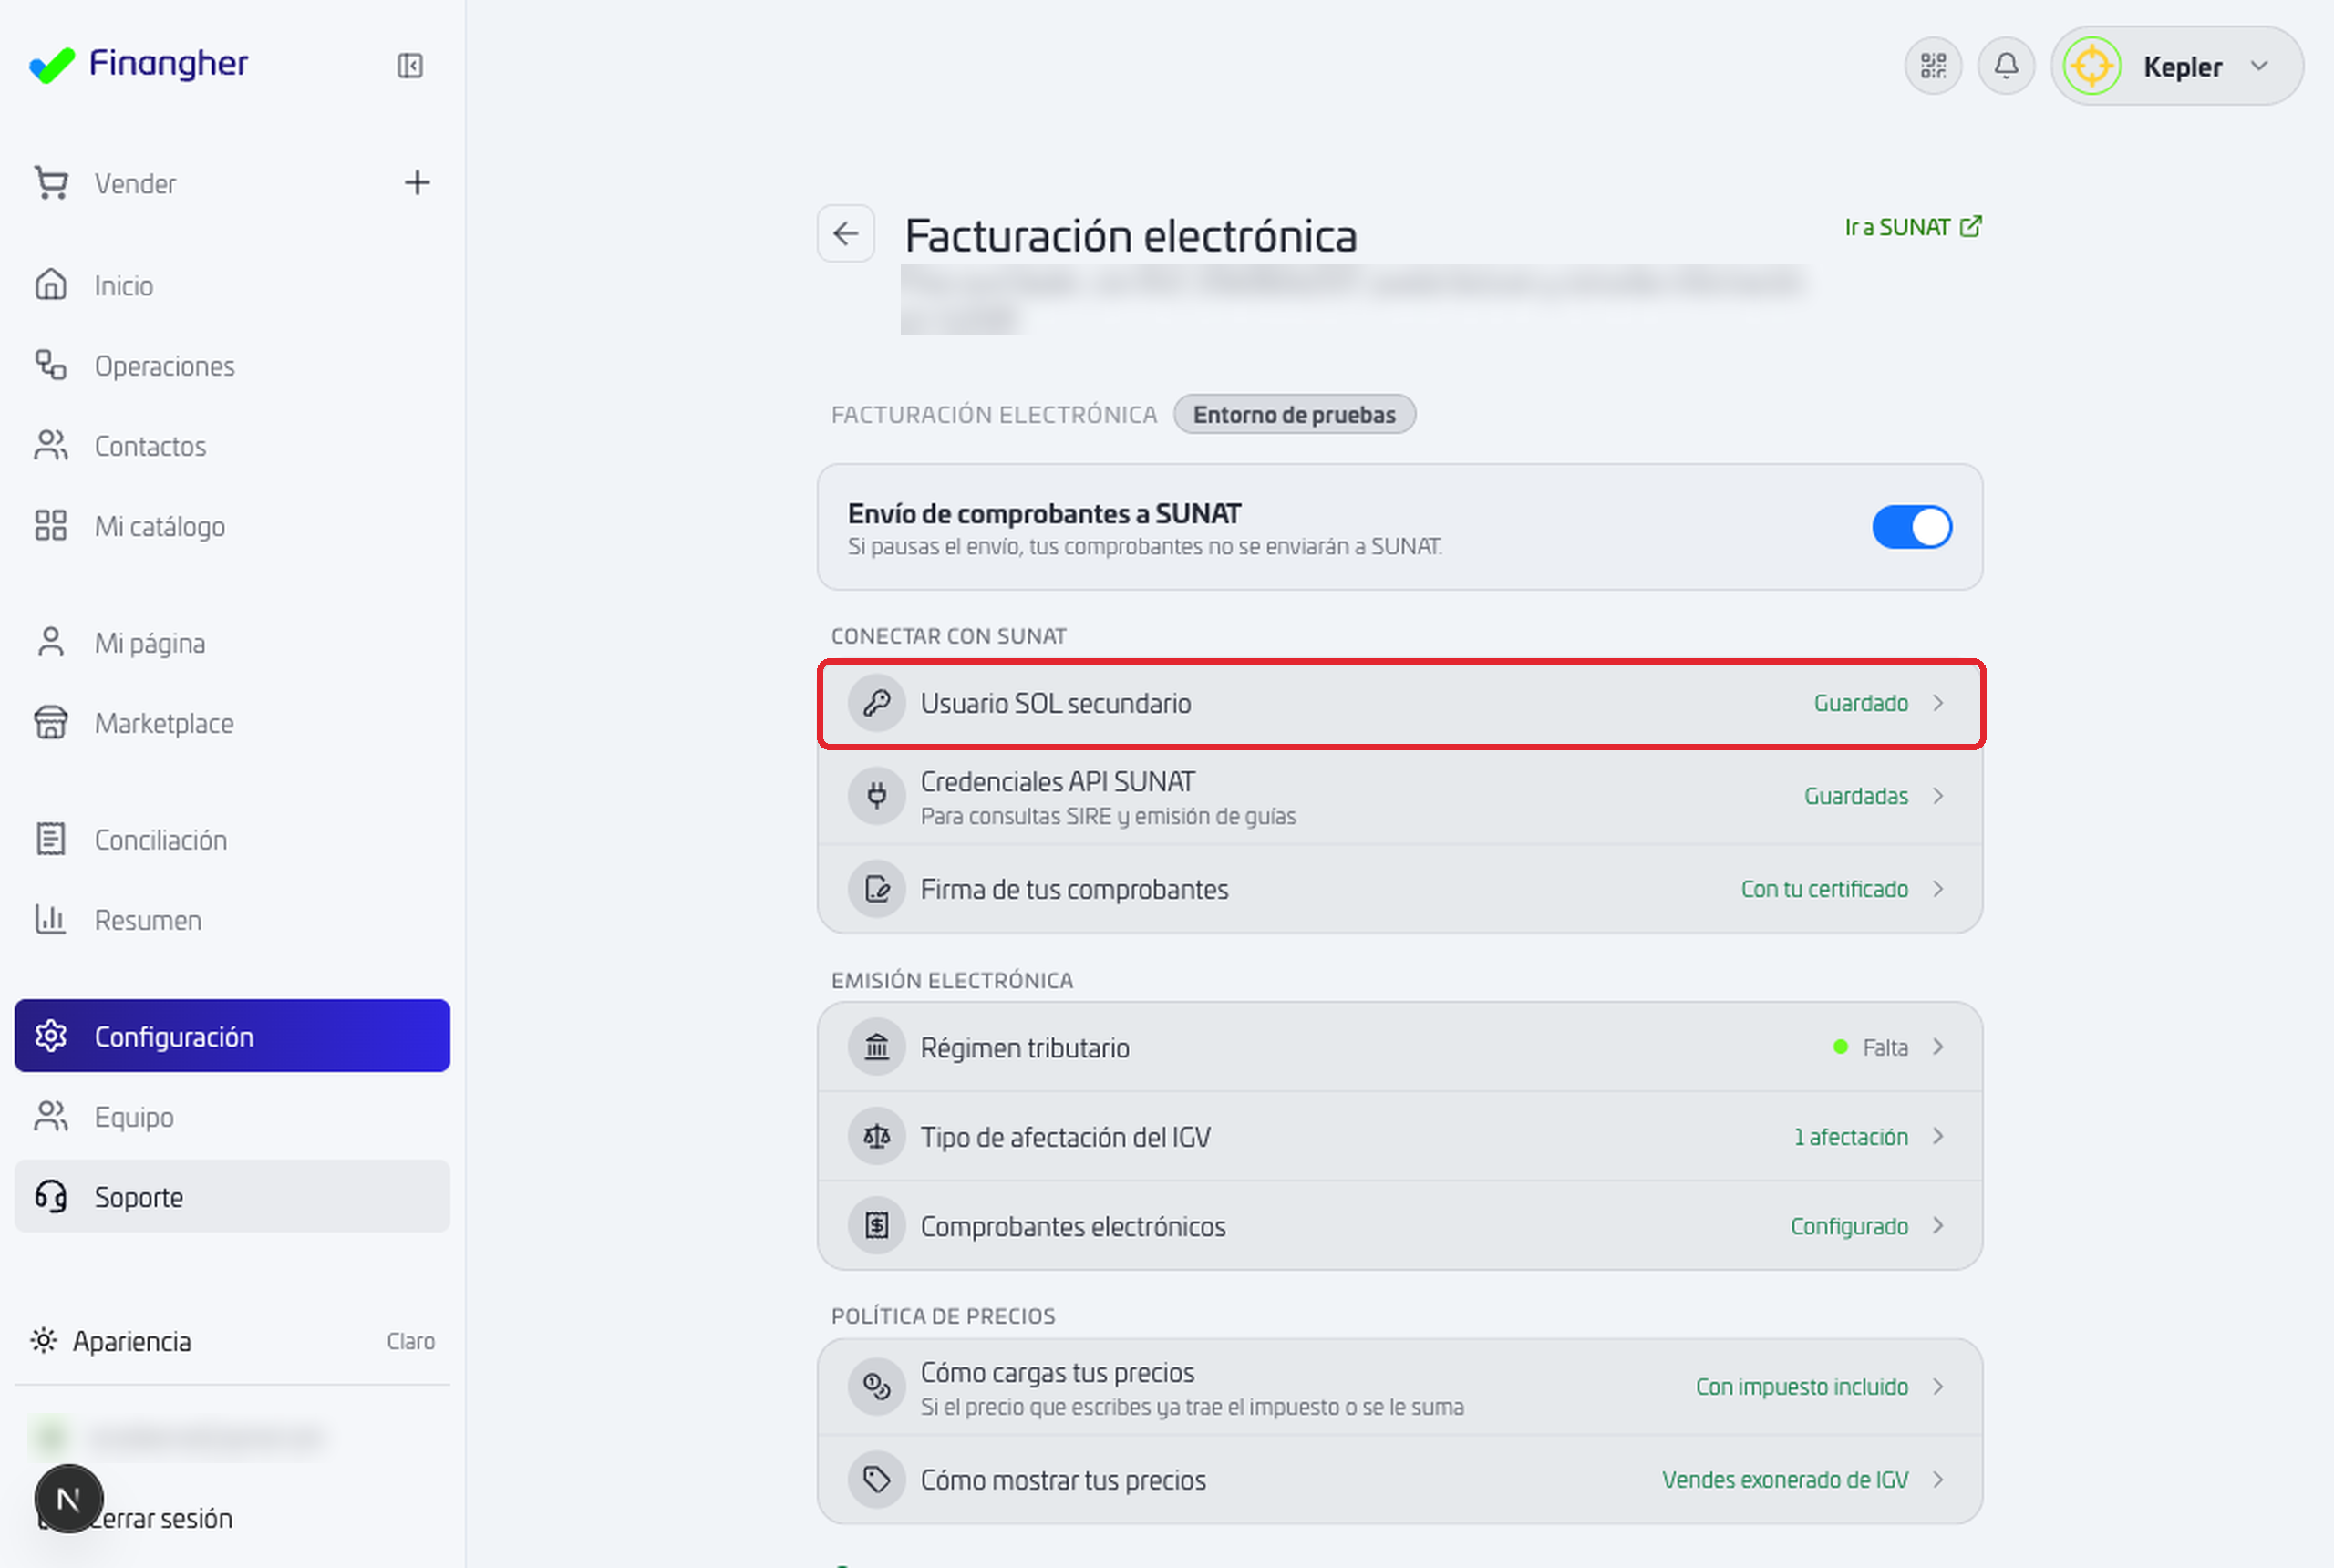 Finangher
Kepler
Vender
Inicio
Operaciones
Contactos
Mi catálogo
Mi página
Marketplace
Conciliación
Resumen
Configuración
Equipo
Soporte
Apariencia
Claro
N
Cerrar sesión
Facturación electrónica
Ir a SUNAT
FACTURACIÓN ELECTRÓNICA
Entorno de pruebas
Envío de comprobantes a SUNAT
Si pausas el envío, tus comprobantes no se enviarán a SUNAT.
CONECTAR CON SUNAT
Usuario SOL secundario
Guardado
Credenciales API SUNAT
Para consultas SIRE y emisión de guías
Guardadas
Firma de tus comprobantes
Con tu certificado
EMISIÓN ELECTRÓNICA
Régimen tributario
Falta
Tipo de afectación del IGV
1 afectación
Comprobantes electrónicos
Configurado
POLÍTICA DE PRECIOS
Cómo cargas tus precios
Si el precio que escribes ya trae el impuesto o se le suma
Con impuesto incluido
Cómo mostrar tus precios
Vendes exonerado de IGV